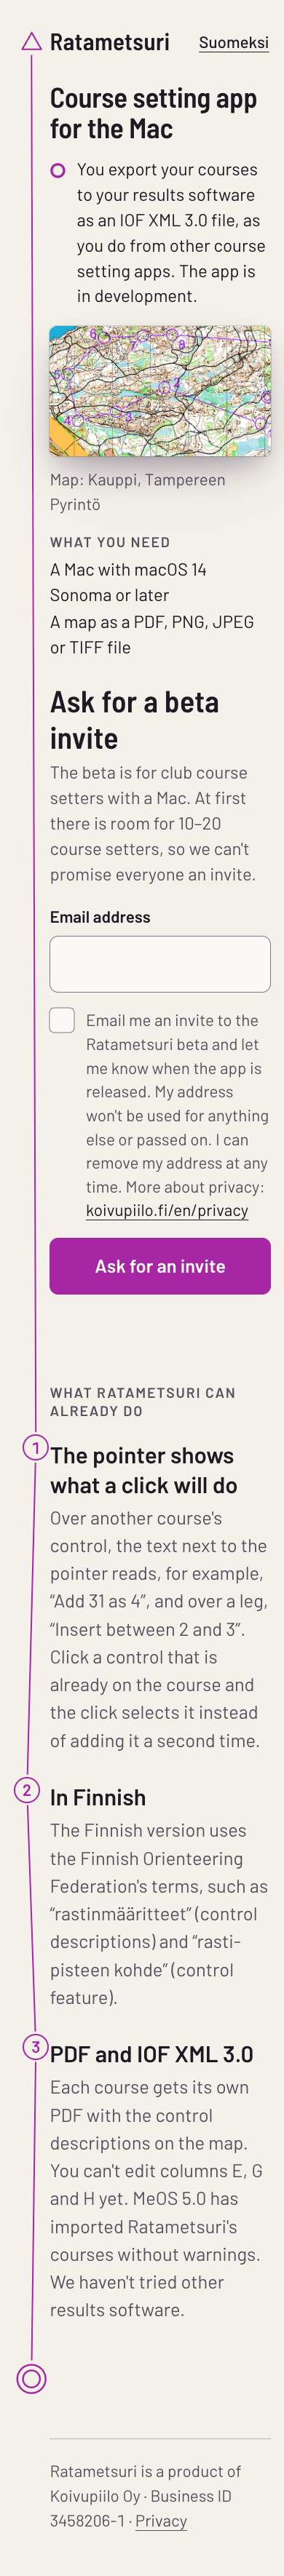 Ratametsuri Suomeksi
Course setting app
for the Mac
You export your courses
to your results software
as an IOF XML 3.0 file, as
you do from other course
setting apps. The app is
in development.
6
7
8
5
4
3
2
Map: Kauppi, Tampereen
Pyrintö
WHAT YOU NEED
A Mac with macOS 14
Sonoma or later
A map as a PDF, PNG, JPEG
or TIFF file
Ask for a beta
invite
The beta is for club course
setters with a Mac. At first
there is room for 10–20
course setters, so we can't
promise everyone an invite.
Email address
Email me an invite to the
Ratametsuri beta and let
me know when the app is
released. My address
won't be used for anything
else or passed on. I can
remove my address at any
time. More about privacy:
koivupiilo.fi/en/privacy
Ask for an invite
WHAT RATAMETSURI CAN
ALREADY DO
1
The pointer shows
what a click will do
Over another course's
control, the text next to the
pointer reads, for example,
“Add 31 as 4”, and over a leg,
“Insert between 2 and 3”.
Click a control that is
already on the course and
the click selects it instead
of adding it a second time.
2
In Finnish
The Finnish version uses
the Finnish Orienteering
Federation's terms, such as
“rastinmääritteet” (control
descriptions) and “rasti-
pisteen kohde” (control
feature).
3
PDF and IOF XML 3.0
Each course gets its own
PDF with the control
descriptions on the map.
You can't edit columns E, G
and H yet. MeOS 5.0 has
imported Ratametsuri's
courses without warnings.
We haven't tried other
results software.
Ratametsuri is a product of
Koivupiilo Oy · Business ID
3458206-1 · Privacy